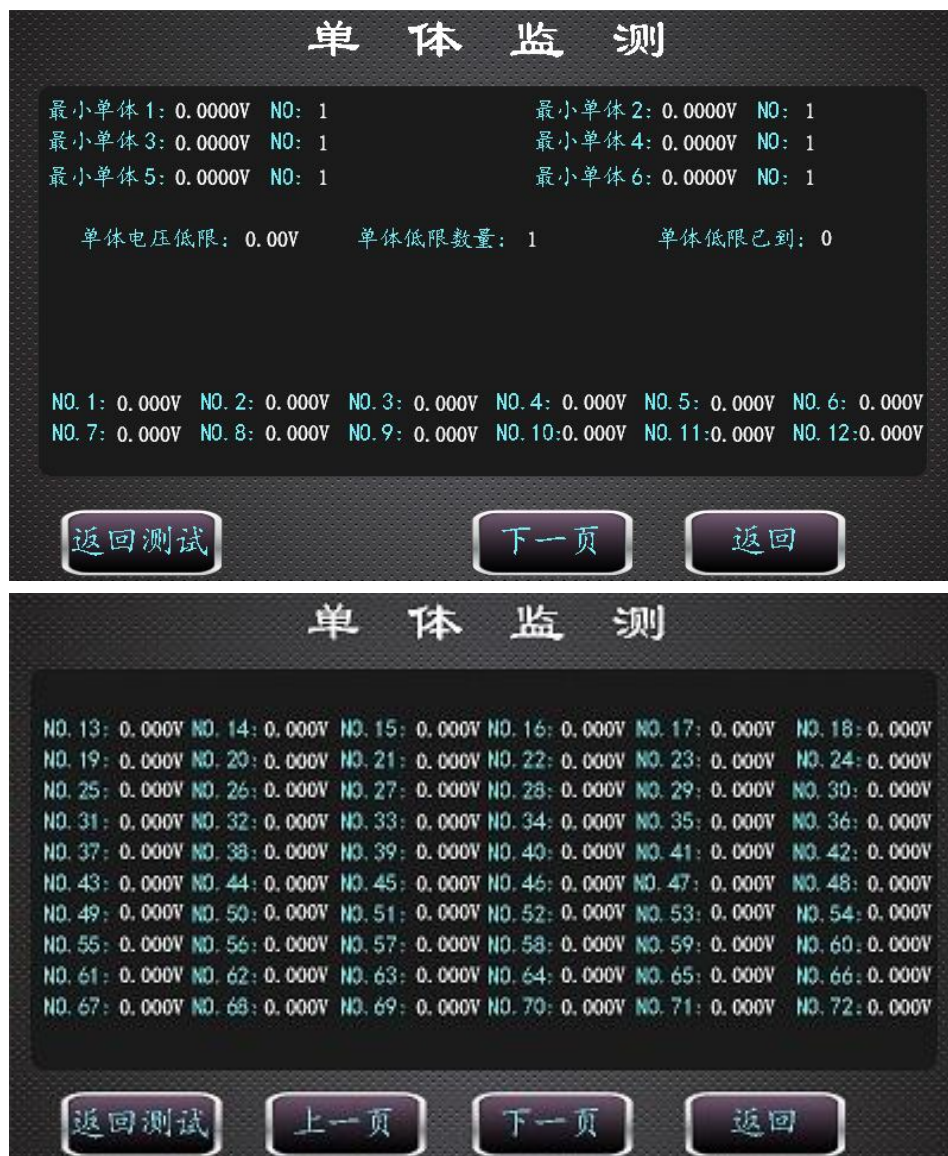 单体监测
最小单体1: 0.0000V NO: 1 最小单体2: 0.0000V NO: 1
最小单体3: 0.0000V NO: 1 最小单体4: 0.0000V NO: 1
最小单体5: 0.0000V NO: 1 最小单体6: 0.0000V NO: 1
单体电压低限: 0.00V 单体低限数量: 1 单体低限已到: 0
NO. 1: 0.000V NO. 2: 0.000V NO. 3: 0.000V NO. 4: 0.000V NO. 5: 0.000V NO. 6: 0.000V
NO. 7: 0.000V NO. 8: 0.000V NO. 9: 0.000V NO. 10:0.000V NO. 11:0.000V NO. 12:0.000V
返回测试 下一页 返回
单体监测
NO. 13: 0.000V NO. 14: 0.000V NO. 15: 0.000V NO. 16: 0.000V NO. 17: 0.000V NO. 18: 0.000V
NO. 19: 0.000V NO. 20: 0.000V NO. 21: 0.000V NO. 22: 0.000V NO. 23: 0.000V NO. 24: 0.000V
NO. 25: 0.000V NO. 26: 0.000V NO. 27: 0.000V NO. 28: 0.000V NO. 29: 0.000V NO. 30: 0.000V
NO. 31: 0.000V NO. 32: 0.000V NO. 33: 0.000V NO. 34: 0.000V NO. 35: 0.000V NO. 36: 0.000V
NO. 37: 0.000V NO. 38: 0.000V NO. 39: 0.000V NO. 40: 0.000V NO. 41: 0.000V NO. 42: 0.000V
NO. 43: 0.000V NO. 44: 0.000V NO. 45: 0.000V NO. 46: 0.000V NO. 47: 0.000V NO. 48: 0.000V
NO. 49: 0.000V NO. 50: 0.000V NO. 51: 0.000V NO. 52: 0.000V NO. 53: 0.000V NO. 54: 0.000V
NO. 55: 0.000V NO. 56: 0.000V NO. 57: 0.000V NO. 58: 0.000V NO. 59: 0.000V NO. 60: 0.000V
NO. 61: 0.000V NO. 62: 0.000V NO. 63: 0.000V NO. 64: 0.000V NO. 65: 0.000V NO. 66: 0.000V
NO. 67: 0.000V NO. 68: 0.000V NO. 69: 0.000V NO. 70: 0.000V NO. 71: 0.000V NO. 72: 0.000V
返回测试 上一页 下一页 返回